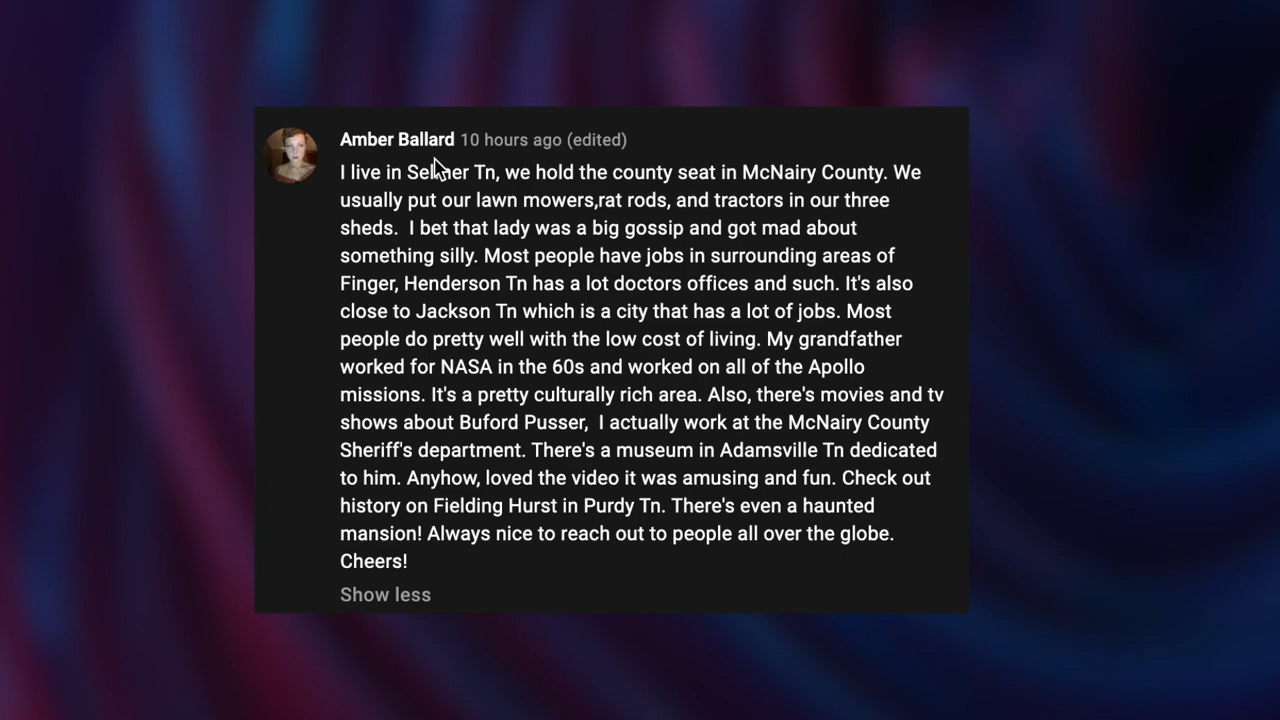 Amber Ballard 10 hours ago (edited)
I live in Selmer Tn, we hold the county seat in McNairy County. We
usually put our lawn mowers,rat rods, and tractors in our three
sheds.  I bet that lady was a big gossip and got mad about
something silly. Most people have jobs in surrounding areas of
Finger, Henderson Tn has a lot doctors offices and such. It's also
close to Jackson Tn which is a city that has a lot of jobs. Most
people do pretty well with the low cost of living. My grandfather
worked for NASA in the 60s and worked on all of the Apollo
missions. It's a pretty culturally rich area. Also, there's movies and tv
shows about Buford Pusser,  I actually work at the McNairy County
Sheriff's department. There's a museum in Adamsville Tn dedicated
to him. Anyhow, loved the video it was amusing and fun. Check out
history on Fielding Hurst in Purdy Tn. There's even a haunted
mansion! Always nice to reach out to people all over the globe.
Cheers!
Show less